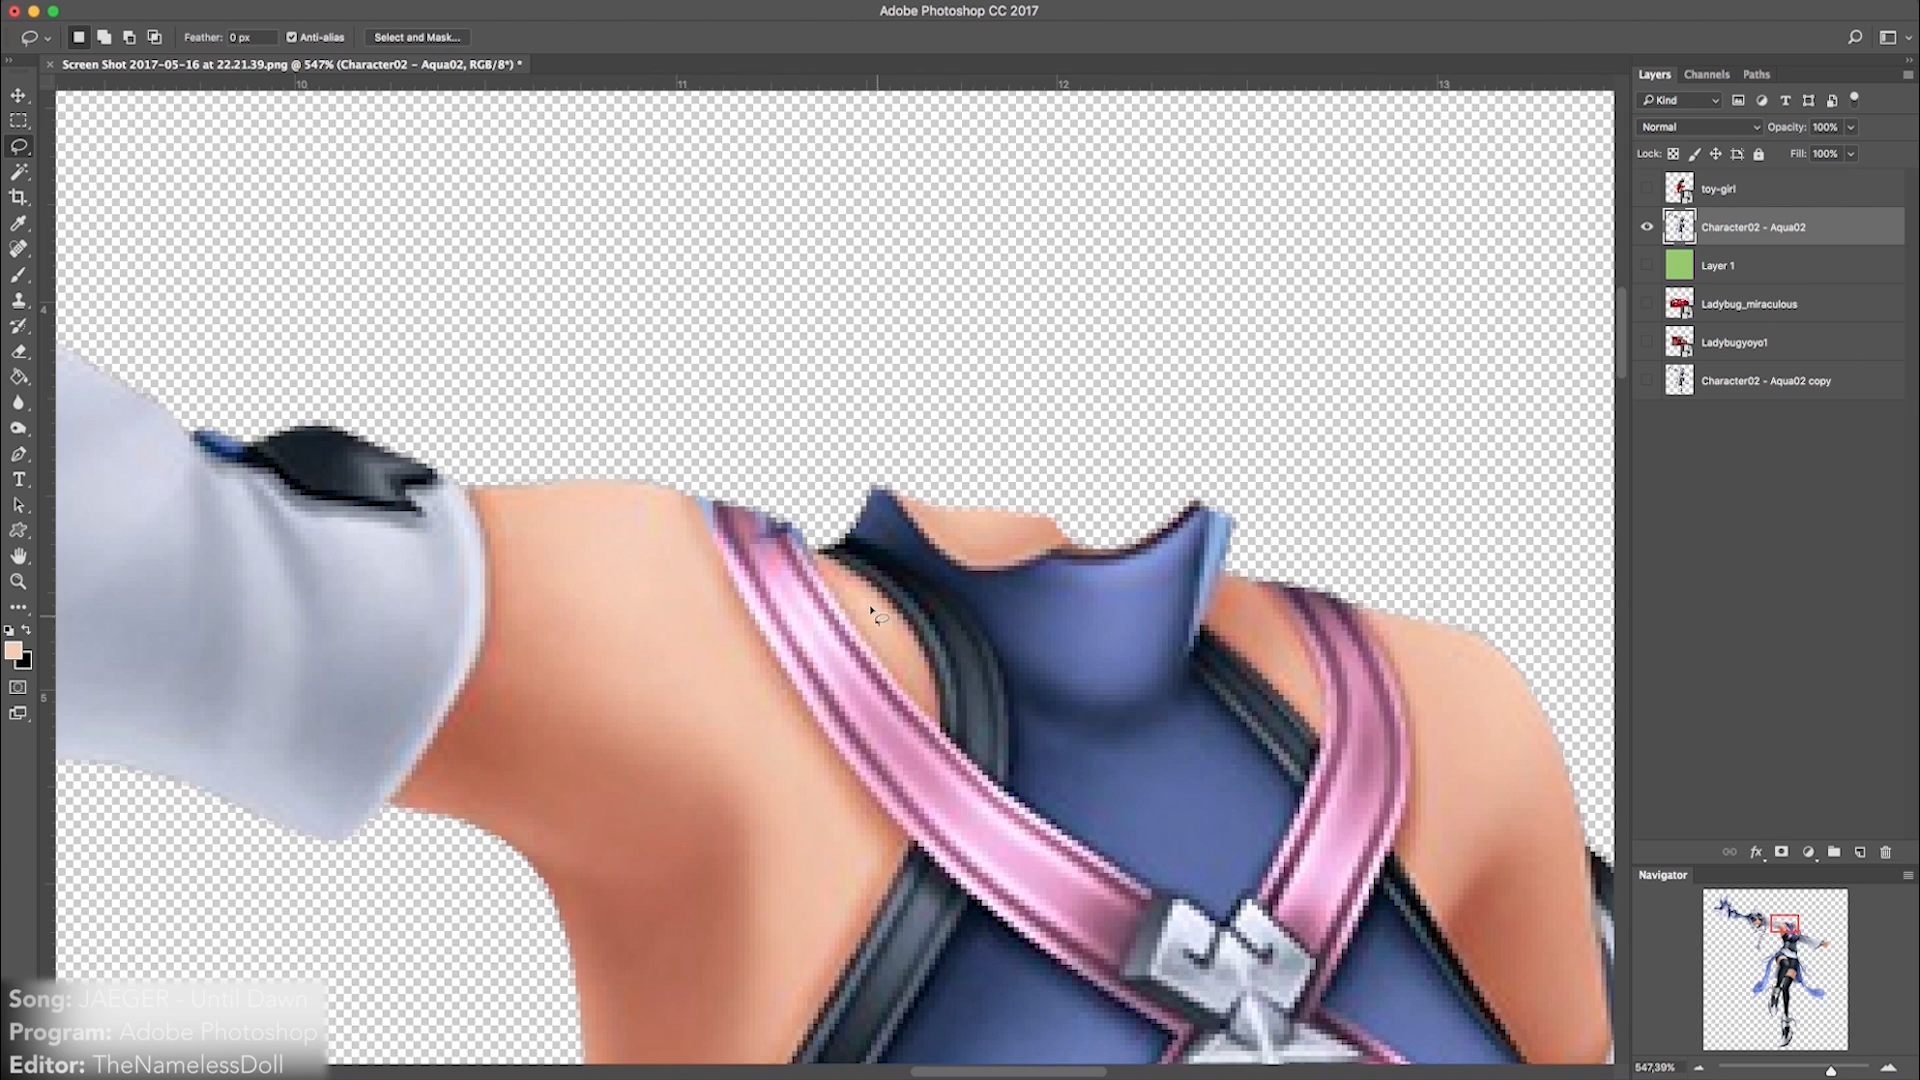 Adobe Photoshop CC 2017
Feather: 0 px Anti-alias Select and Mask...
Screen Shot 2017-05-16 at 22.21.39.png @ 547% (Character02 - Aqua02, RGB/8*) *
10 11 12 13
4
5
Layers Channels Paths
Kind
Normal Opacity: 100%
Lock: Fill: 100%
toy-girl
Character02 - Aqua02
Layer 1
Ladybug_miraculous
Ladybugyoyo1
Character02 - Aqua02 copy
Navigator
547,39%
Song: JAEGER - Until Dawn
Program: Adobe Photoshop
Editor: TheNamelessDoll